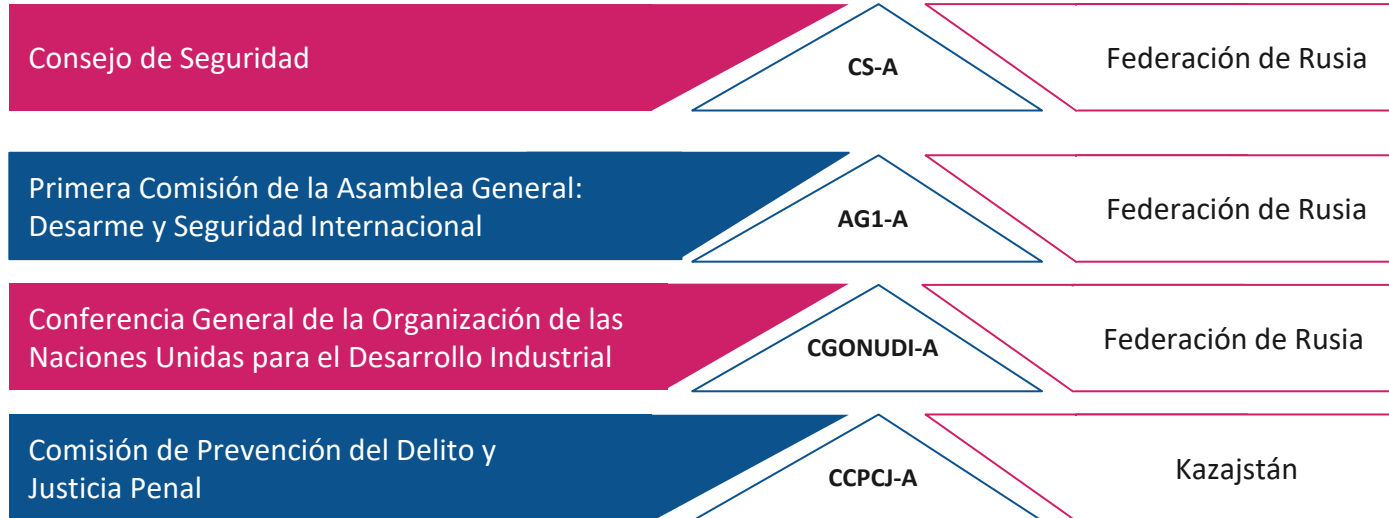 Consejo de Seguridad
CS-A
Federación de Rusia
Primera Comisión de la Asamblea General:
Desarme y Seguridad Internacional
AG1-A
Federación de Rusia
Conferencia General de la Organización de las
Naciones Unidas para el Desarrollo Industrial
CGONUDI-A
Federación de Rusia
Comisión de Prevención del Delito y
Justicia Penal
CCPCJ-A
Kazajstán